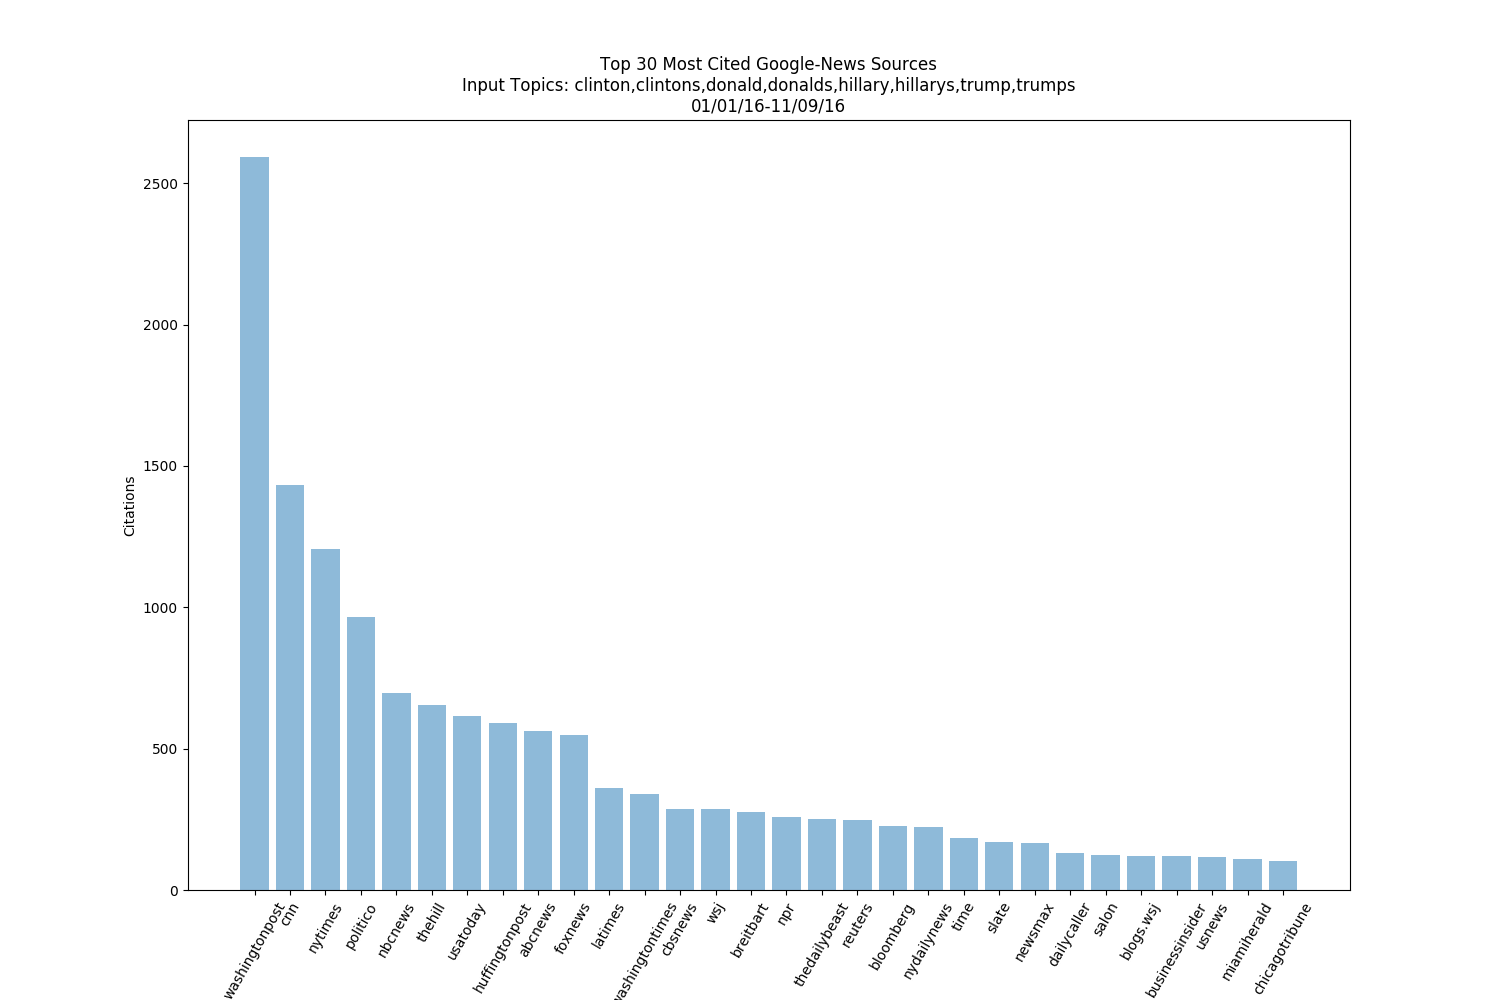 Top 30 Most Cited Google-News Sources
Input Topics: clinton,clintons,donald,donalds,hillary,hillarys,trump,trumps
01/01/16-11/09/16
Citations
2500
2000
1500
1000
500
0
washingtonpost
cnn
nytimes
politico
nbcnews
thehill
usatoday
huffingtonpost
abcnews
foxnews
latimes
ashingtontimes
cbsnews
wsj
breitbart
npr
thedailybeast
reuters
bloomberg
nydailynews
time
slate
newsmax
dailycaller
salon
blogs.wsj
businessinsider
usnews
miamiherald
chicagotribune